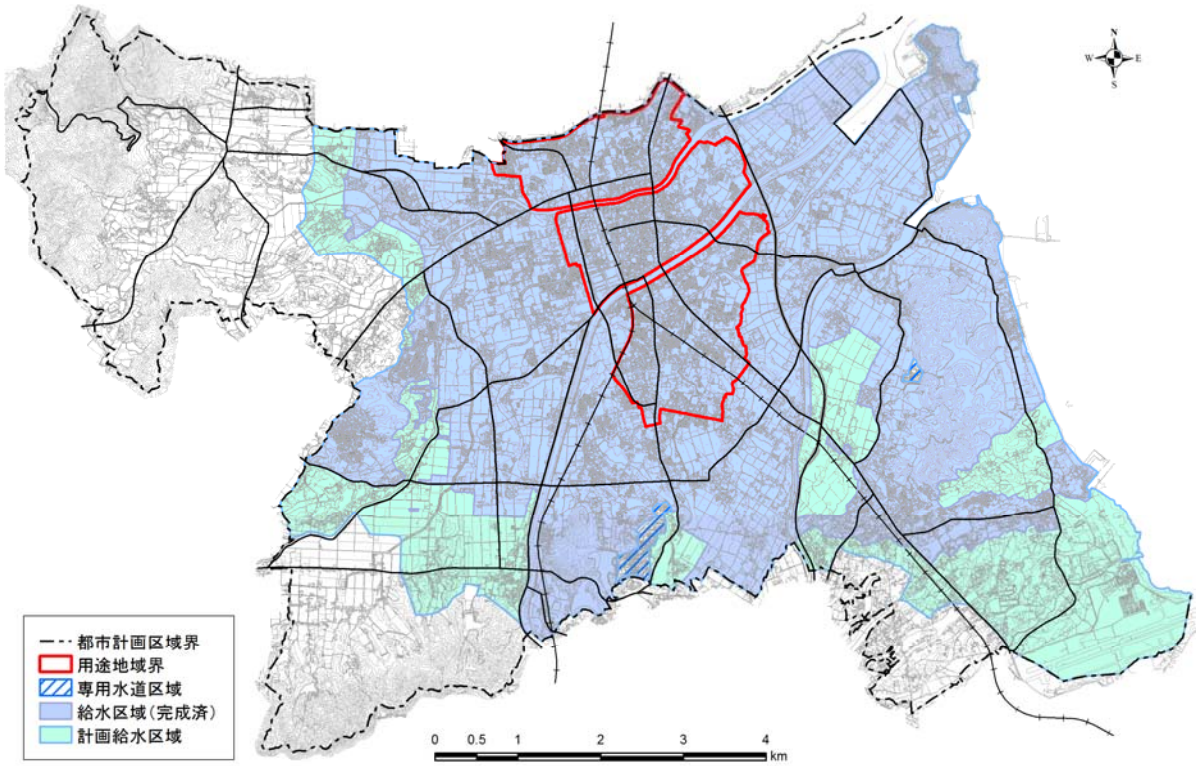 N
W E
S
都市計画区域界
用途地域界
専用水道区域
給水区域(完成済)
計画給水区域
0 0.5 1 2 3 4
km